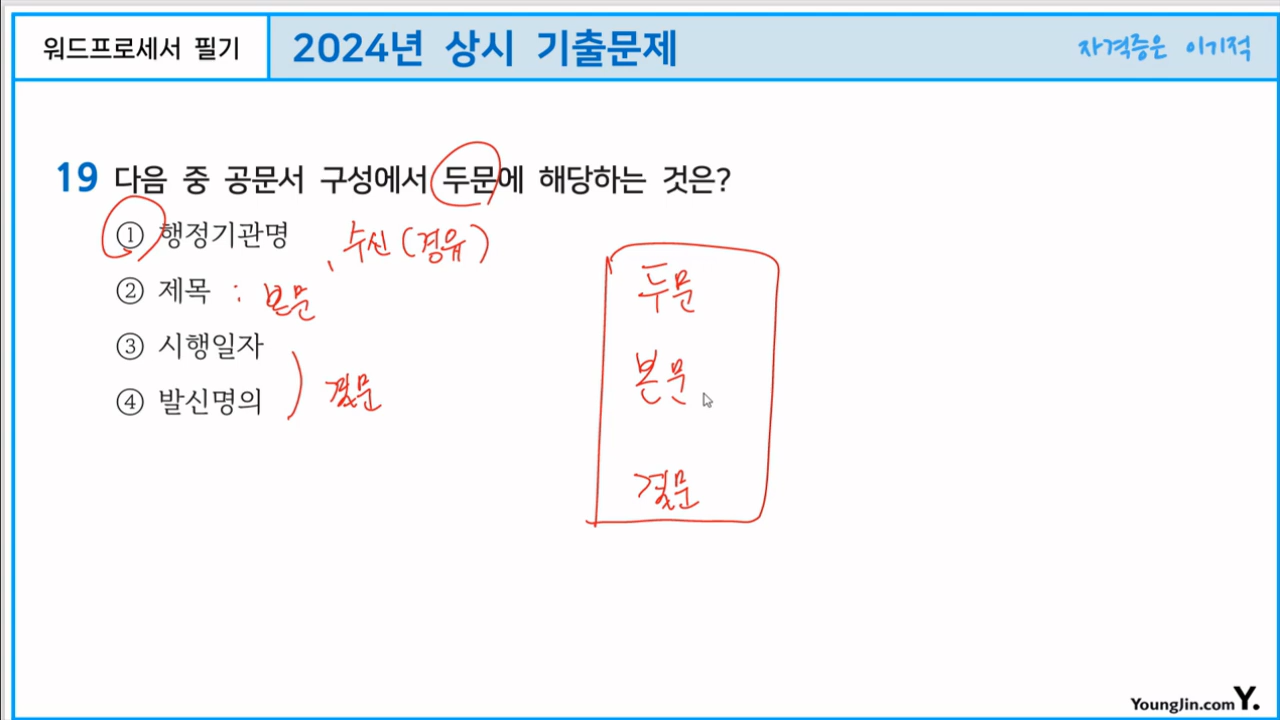 워드프로세서 필기
2024년 상시 기출문제
자격증은 이기적
19 다음 중 공문서 구성에서 두문에 해당하는 것은?
① 행정기관명 , 수신 (경유)
② 제목 : 본문
③ 시행일자
④ 발신명의
결문
두문
본문
결문
YoungJin.com Y.